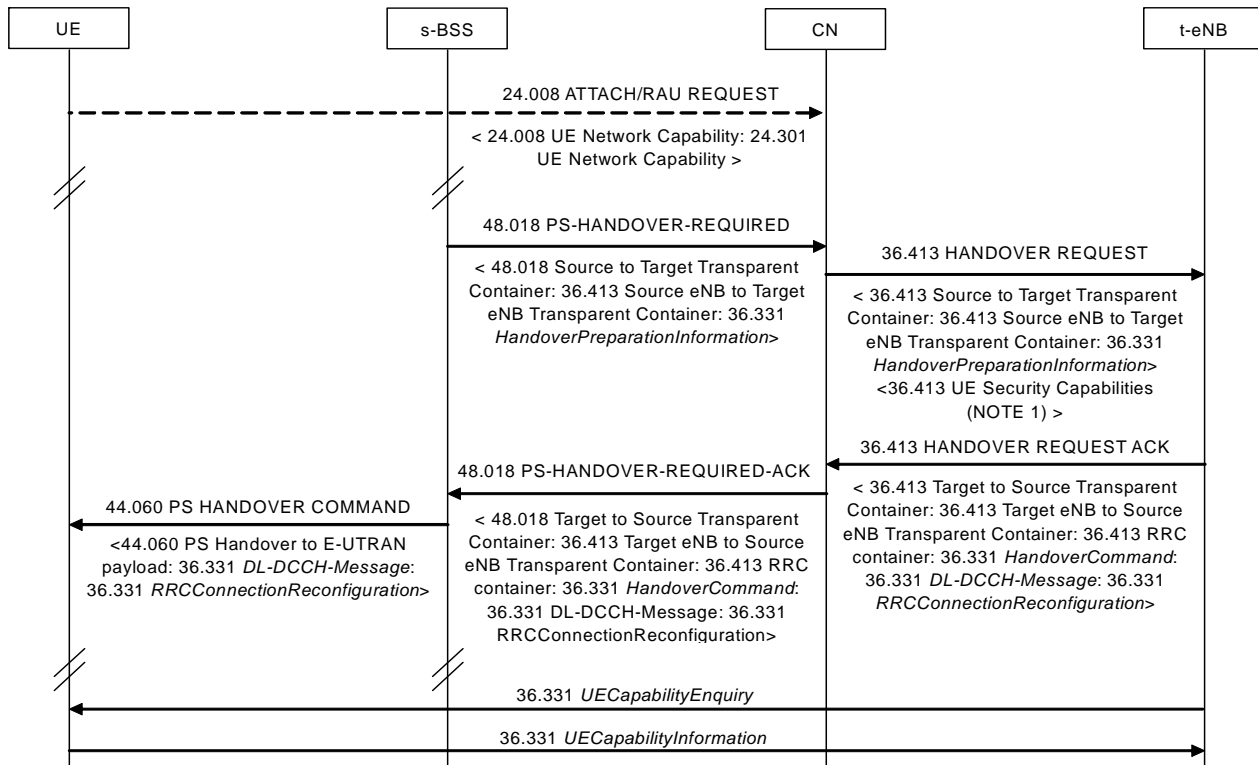 UE
s-BSS
CN
t-eNB
24.008 ATTACH/RAU REQUEST
< 24.008 UE Network Capability: 24.301
UE Network Capability >
48.018 PS-HANDOVER-REQUIRED
< 48.018 Source to Target Transparent
Container: 36.413 Source eNB to Target
eNB Transparent Container: 36.331
HandoverPreparationInformation>
36.413 HANDOVER REQUEST
< 36.413 Source to Target Transparent
Container: 36.413 Source eNB to Target
eNB Transparent Container: 36.331
HandoverPreparationInformation>
<36.413 UE Security Capabilities
(NOTE 1) >
36.413 HANDOVER REQUEST ACK
< 36.413 Target to Source Transparent
Container: 36.413 Target eNB to Source
eNB Transparent Container: 36.413 RRC
container: 36.331 HandoverCommand:
36.331 DL-DCCH-Message: 36.331
RRCConnectionReconfiguration>
48.018 PS-HANDOVER-REQUIRED-ACK
< 48.018 Target to Source Transparent
Container: 36.413 Target eNB to Source
eNB Transparent Container: 36.413 RRC
container: 36.331 HandoverCommand:
36.331 DL-DCCH-Message: 36.331
RRCConnectionReconfiguration>
44.060 PS HANDOVER COMMAND
<44.060 PS Handover to E-UTRAN
payload: 36.331 DL-DCCH-Message:
36.331 RRCConnectionReconfiguration>
36.331 UECapabilityEnquiry
36.331 UECapabilityInformation